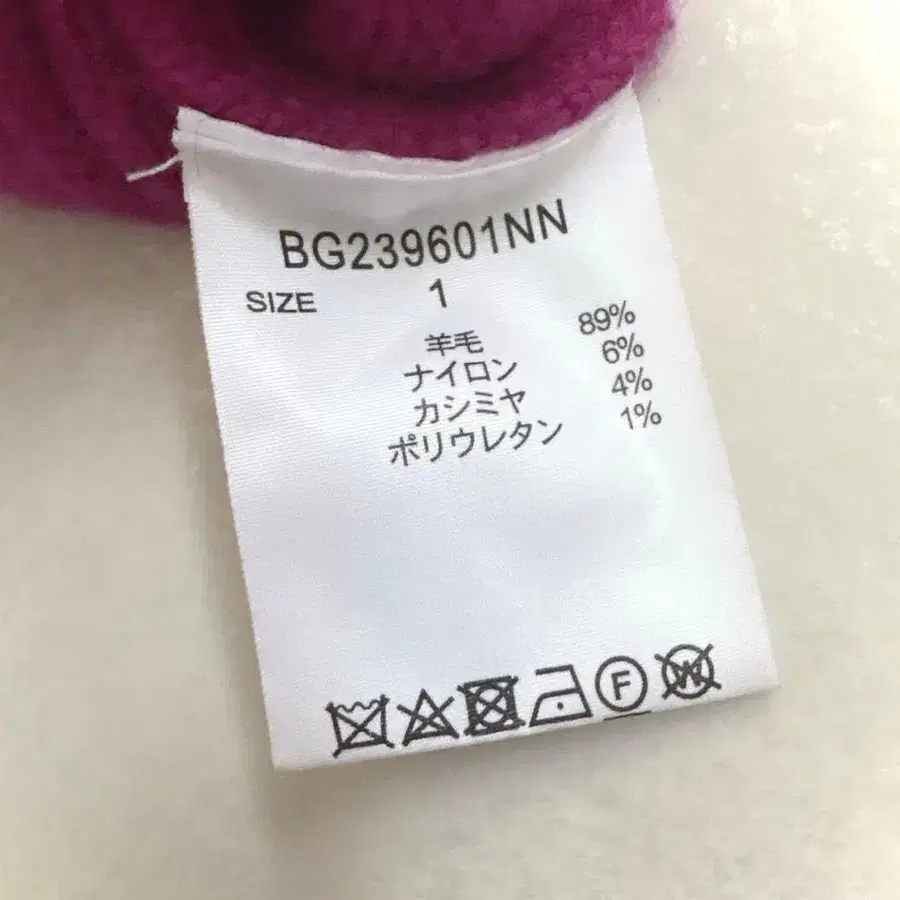 BG239601NN
SIZE 1
羊毛 89%
ナイロン 6%
カシミヤ 4%
ポリウレタン 1%
F W